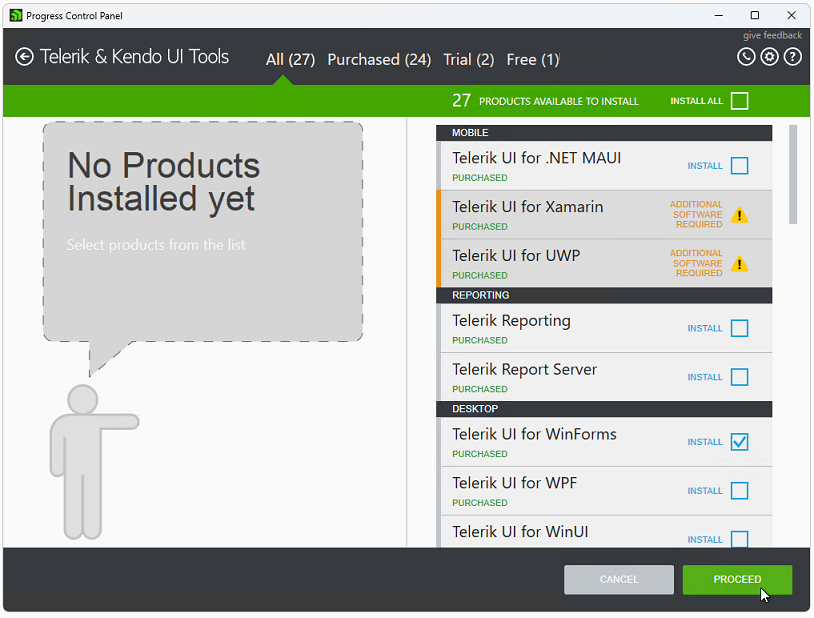 Progress Control Panel
give feedback
Telerik & Kendo UI Tools
All (27) Purchased (24) Trial (2) Free (1)
27 PRODUCTS AVAILABLE TO INSTALL INSTALL ALL
No Products
Installed yet
Select products from the list
MOBILE
Telerik UI for .NET MAUI
PURCHASED
INSTALL
Telerik UI for Xamarin
PURCHASED
ADDITIONAL
SOFTWARE
REQUIRED
Telerik UI for UWP
PURCHASED
ADDITIONAL
SOFTWARE
REQUIRED
REPORTING
Telerik Reporting
PURCHASED
INSTALL
Telerik Report Server
PURCHASED
INSTALL
DESKTOP
Telerik UI for WinForms
PURCHASED
INSTALL
Telerik UI for WPF
PURCHASED
INSTALL
Telerik UI for WinUI
INSTALL
CANCEL
PROCEED